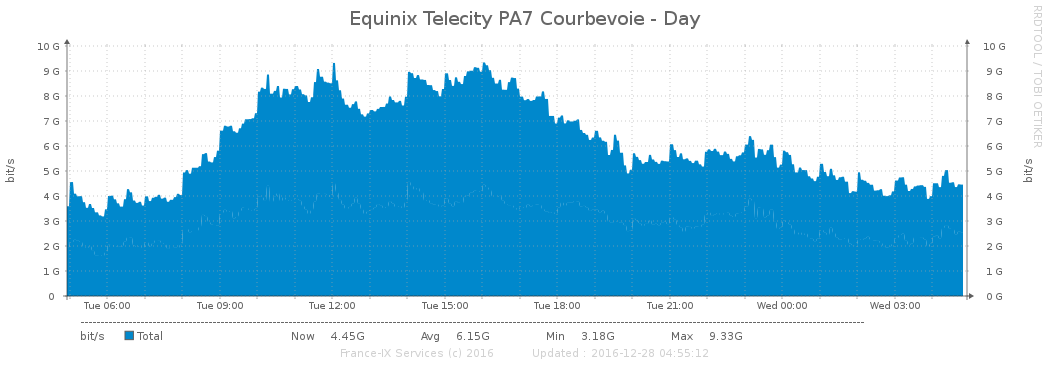 Equinix Telecity PA7 Courbevoie - Day
RRDTOOL / TOBI OETIKER
bit/s
bit/s
10 G 10 G
9 G 9 G
8 G 8 G
7 G 7 G
6 G 6 G
5 G 5 G
4 G 4 G
3 G 3 G
2 G 2 G
1 G 1 G
0 0 G
Tue 06:00 Tue 09:00 Tue 12:00 Tue 15:00 Tue 18:00 Tue 21:00 Wed 00:00 Wed 03:00
bit/s Total Now 4.45G Avg 6.15G Min 3.18G Max 9.33G
France-IX Services (c) 2016 Updated : 2016-12-28 04:55:12